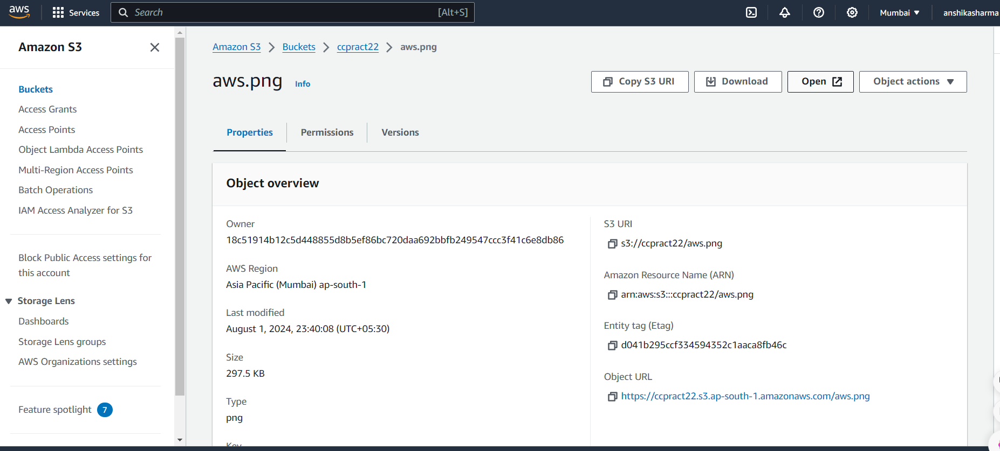 aws
Services
Search
[Alt+S]
Mumbai
anshikasharma
Amazon S3
Buckets
Access Grants
Access Points
Object Lambda Access Points
Multi-Region Access Points
Batch Operations
IAM Access Analyzer for S3
Block Public Access settings for
this account
Storage Lens
Dashboards
Storage Lens groups
AWS Organizations settings
Feature spotlight 7
Amazon S3 > Buckets > ccpract22 > aws.png
aws.png Info
Copy S3 URI
Download
Open
Object actions
Properties
Permissions
Versions
Object overview
Owner
18c51914b12c5d448855d8b5ef86bc720daa692bbfb249547ccc3f41c6e8db86
AWS Region
Asia Pacific (Mumbai) ap-south-1
Last modified
August 1, 2024, 23:40:08 (UTC+05:30)
Size
297.5 KB
Type
png
Key
S3 URI
s3://ccpract22/aws.png
Amazon Resource Name (ARN)
arn:aws:s3:::ccpract22/aws.png
Entity tag (Etag)
d041b295ccf334594352c1aaca8fb46c
Object URL
https://ccpract22.s3.ap-south-1.amazonaws.com/aws.png